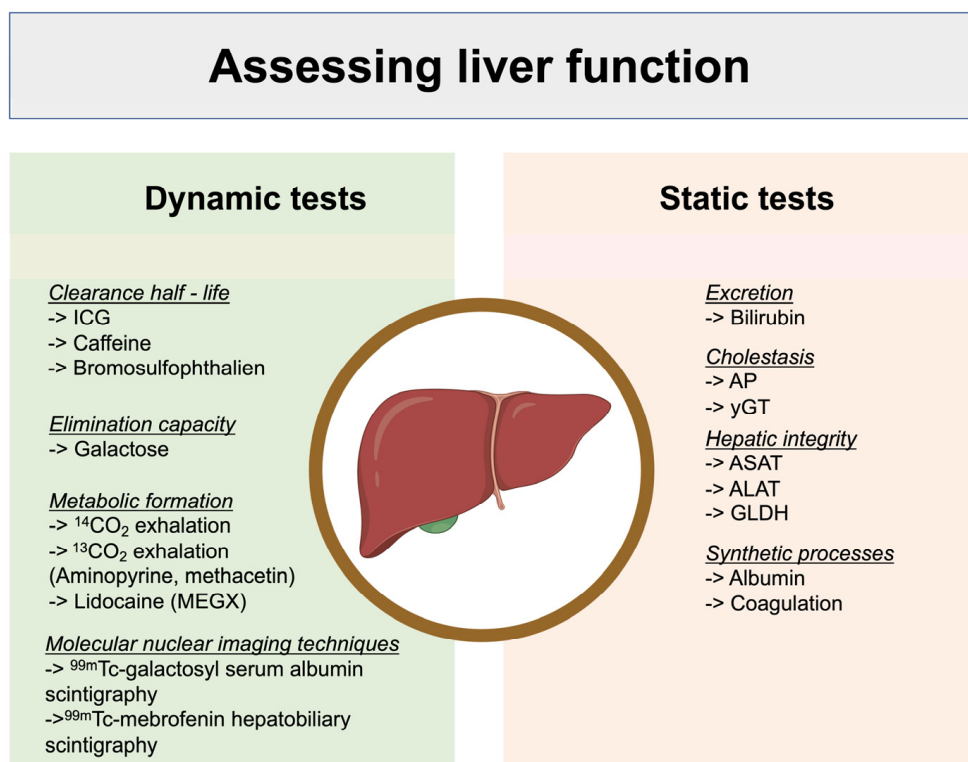 Assessing liver function
Dynamic tests
Clearance half - life
-> ICG
-> Caffeine
-> Bromosulfophthalien
Elimination capacity
-> Galactose
Metabolic formation
-> ¹⁴CO₂ exhalation
-> ¹³CO₂ exhalation
(Aminopyrine, methacetin)
-> Lidocaine (MEGX)
Molecular nuclear imaging techniques
-> ⁹⁹ᵐTc-galactosyl serum albumin
scintigraphy
->⁹⁹ᵐTc-mebrofenin hepatobiliary
scintigraphy
Static tests
Excretion
-> Bilirubin
Cholestasis
-> AP
-> yGT
Hepatic integrity
-> ASAT
-> ALAT
-> GLDH
Synthetic processes
-> Albumin
-> Coagulation